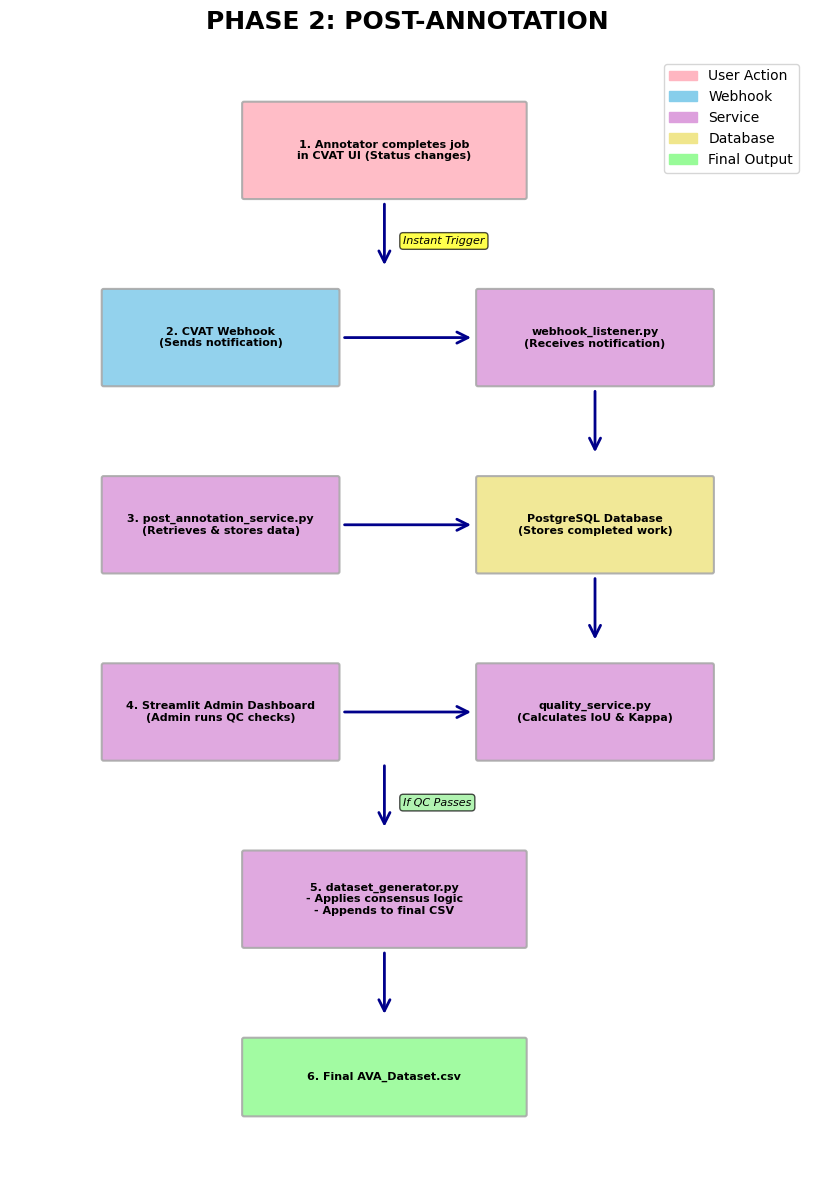 PHASE 2: POST-ANNOTATION
User Action
Webhook
Service
Database
Final Output
1. Annotator completes job
in CVAT UI (Status changes)
Instant Trigger
2. CVAT Webhook
(Sends notification)
webhook_listener.py
(Receives notification)
3. post_annotation_service.py
(Retrieves & stores data)
PostgreSQL Database
(Stores completed work)
4. Streamlit Admin Dashboard
(Admin runs QC checks)
quality_service.py
(Calculates IoU & Kappa)
If QC Passes
5. dataset_generator.py
- Applies consensus logic
- Appends to final CSV
6. Final AVA_Dataset.csv